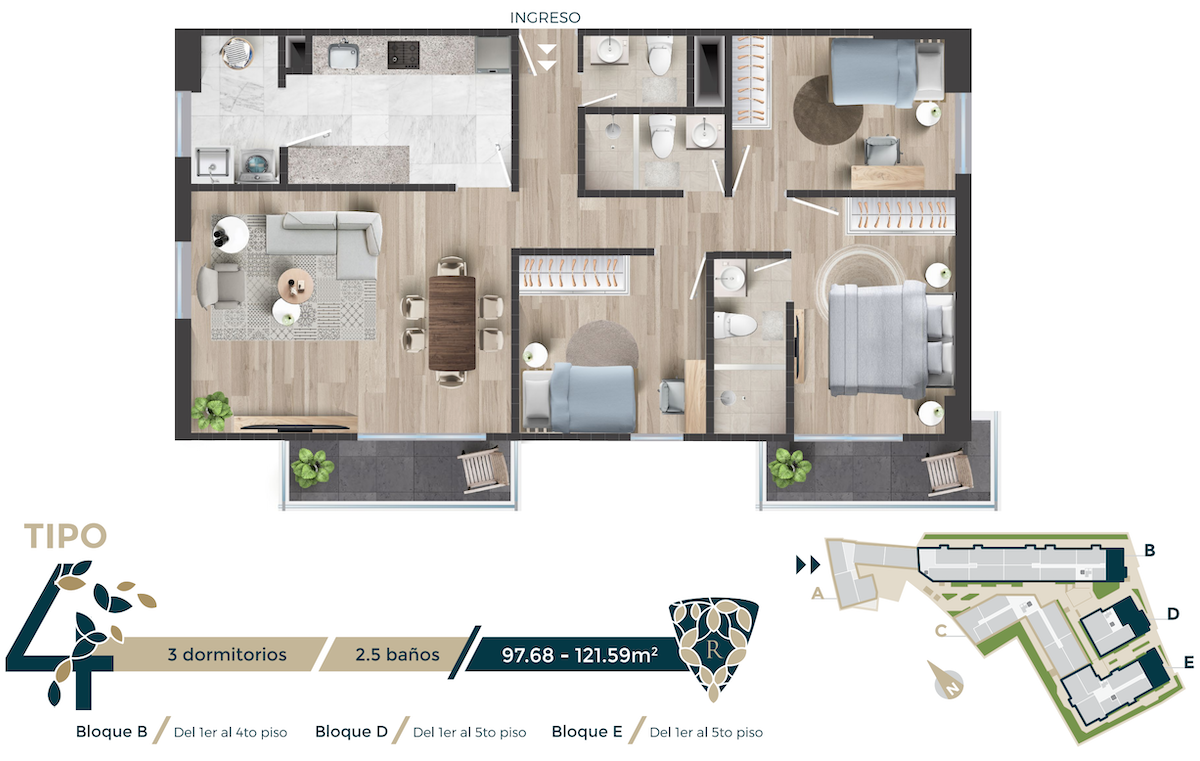 INGRESO
TIPO
4
3 dormitorios
2.5 baños
97.68 - 121.59m²
R
Bloque B / Del 1er al 4to piso
Bloque D / Del 1er al 5to piso
Bloque E / Del 1er al 5to piso
A
B
C
D
E
N